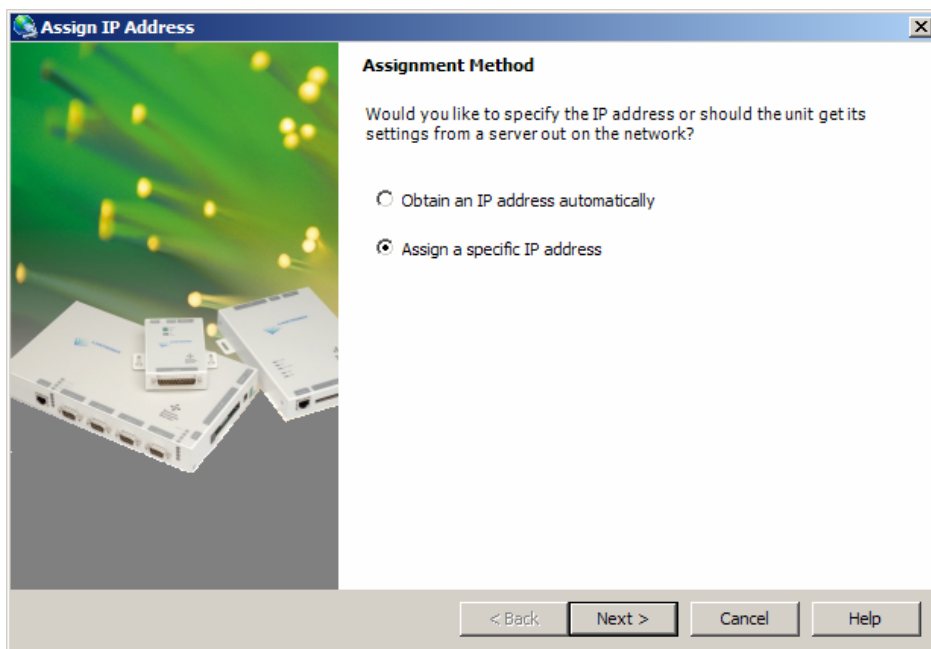 Assign IP Address
Assignment Method
Would you like to specify the IP address or should the unit get its
settings from a server out on the network?
Obtain an IP address automatically
Assign a specific IP address
< Back
Next >
Cancel
Help